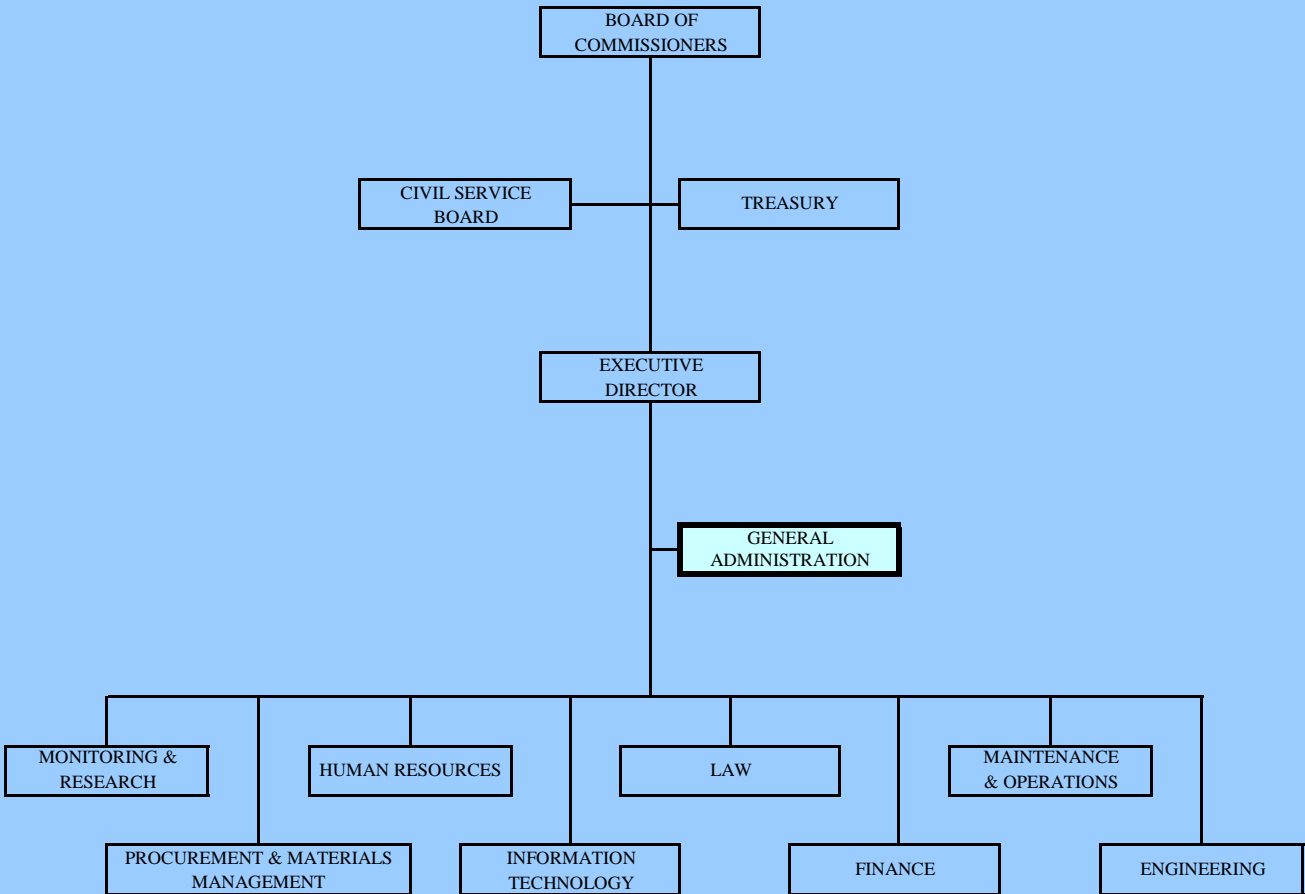 BOARD OF
COMMISSIONERS
CIVIL SERVICE
BOARD
TREASURY
EXECUTIVE
DIRECTOR
GENERAL
ADMINISTRATION
MONITORING &
RESEARCH
HUMAN RESOURCES
LAW
MAINTENANCE
& OPERATIONS
PROCUREMENT & MATERIALS
MANAGEMENT
INFORMATION
TECHNOLOGY
FINANCE
ENGINEERING